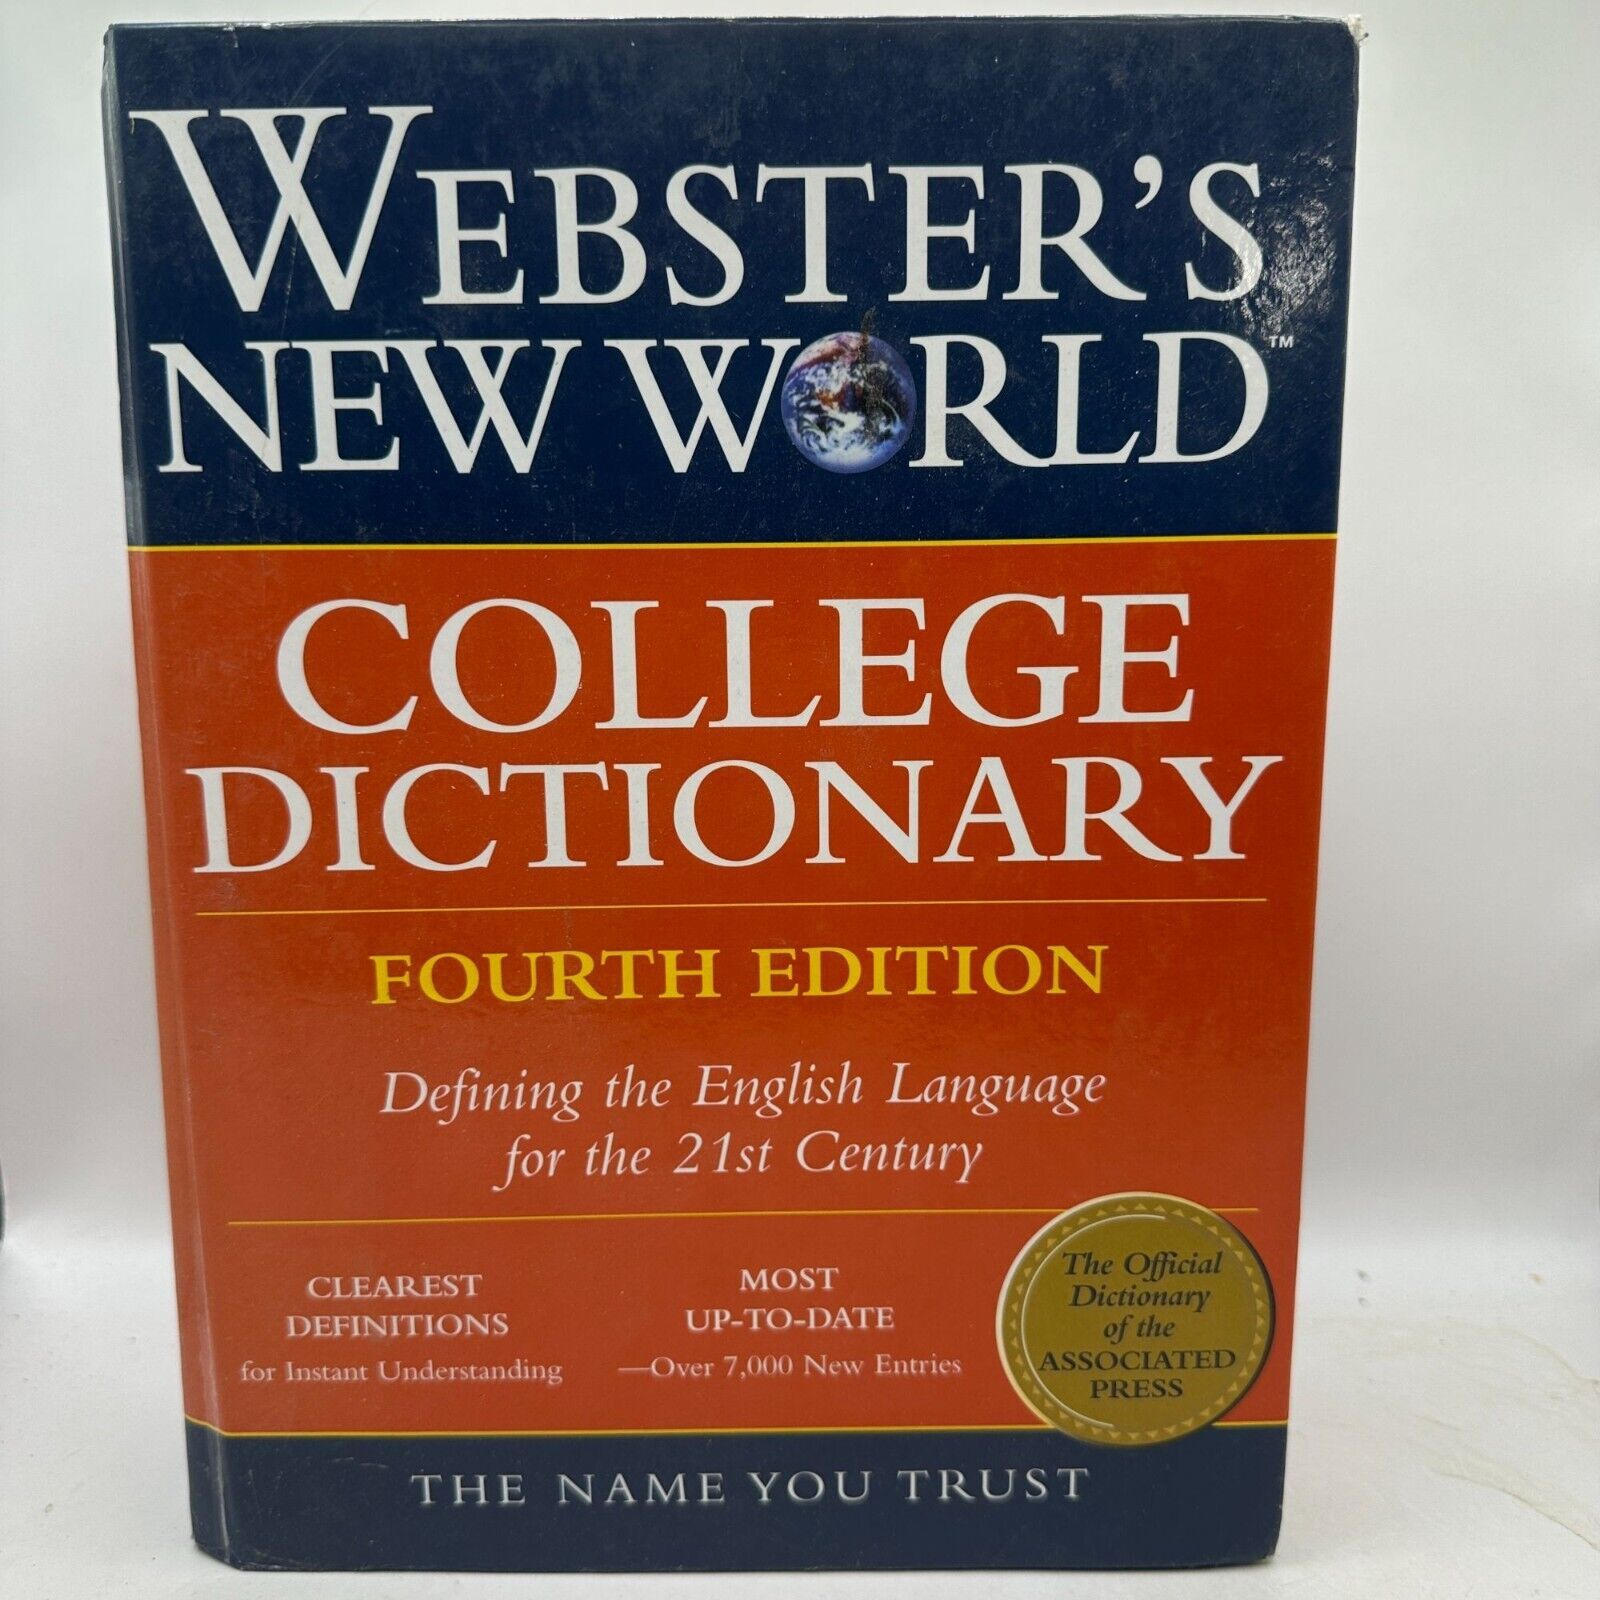 WEBSTER'S
NEW WORLD™
COLLEGE
DICTIONARY
FOURTH EDITION
Defining the English Language
for the 21st Century
CLEAREST
DEFINITIONS
for Instant Understanding
MOST
UP-TO-DATE
—Over 7,000 New Entries
The Official
Dictionary
of the
ASSOCIATED
PRESS
THE NAME YOU TRUST